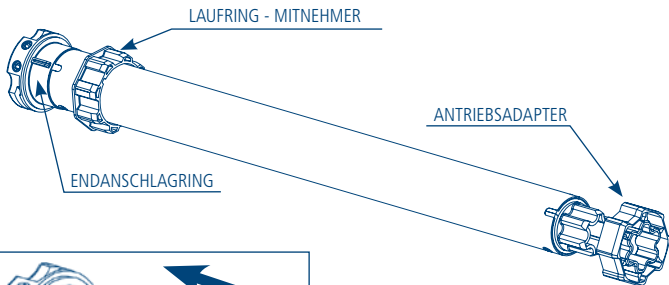 LAUFRING - MITNEHMER
ANTRIEBSADAPTER
ENDANSCHLAGRING